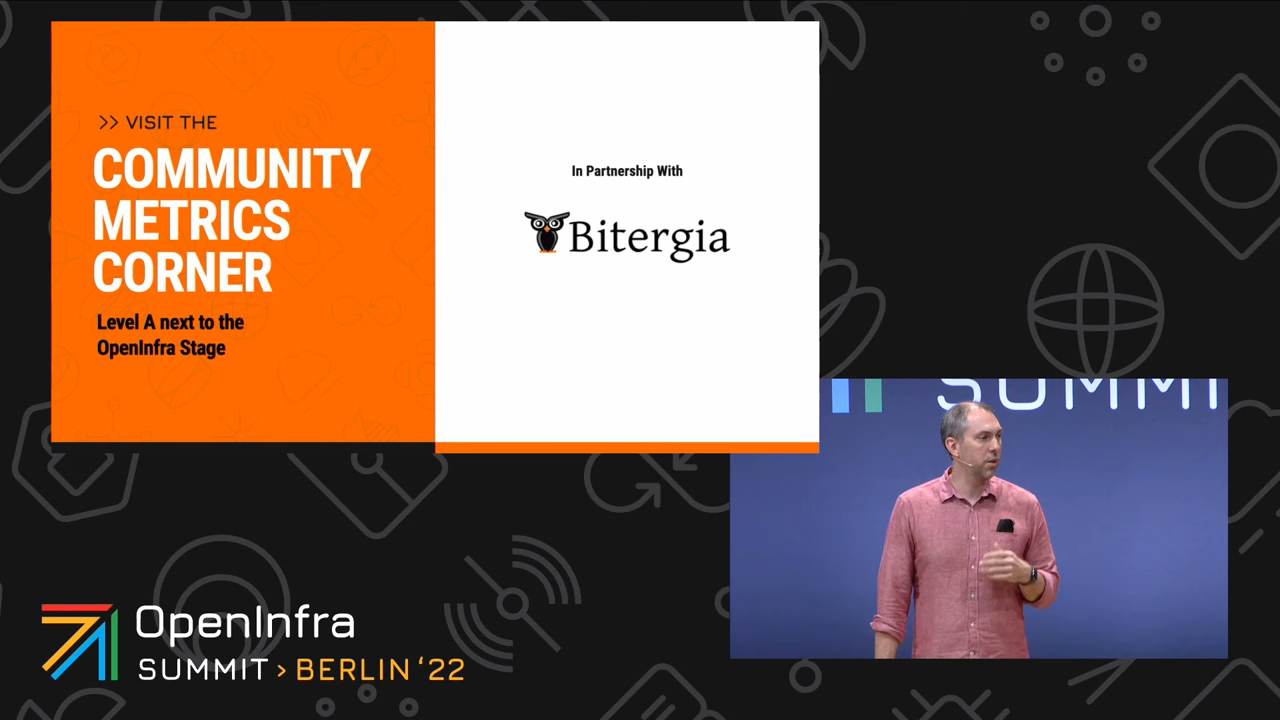 >> VISIT THE
COMMUNITY
METRICS
CORNER
Level A next to the
OpenInfra Stage
In Partnership With
Bitergia
SUMMI
OpenInfra
SUMMIT > BERLIN ‘22